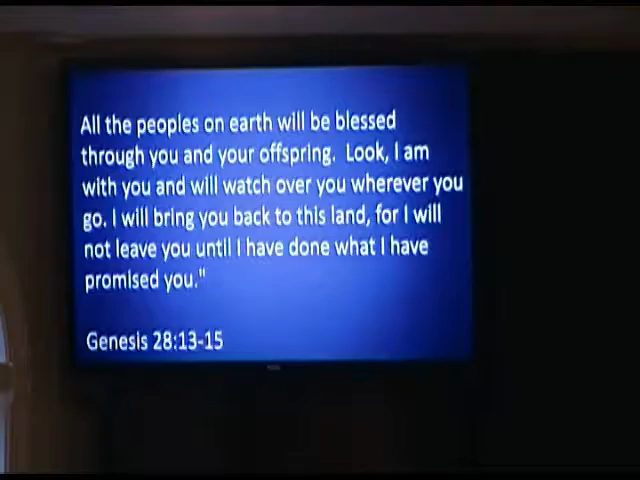 All the peoples on earth will be blessed
through you and your offspring. Look, I am
with you and will watch over you wherever you
go. I will bring you back to this land, for I will
not leave you until I have done what I have
promised you."
Genesis 28:13-15